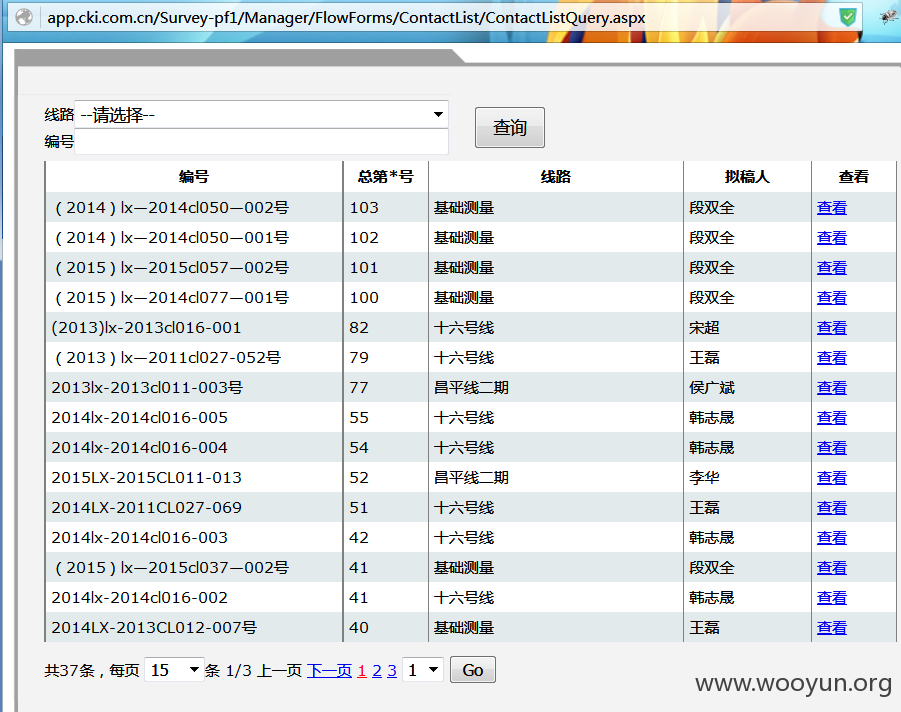 app.cki.com.cn/Survey-pf1/Manager/FlowForms/ContactList/ContactListQuery.aspx
线路 --请选择-- 查询
编号
编号 总第*号 线路 拟稿人 查看
（2014）lx—2014cl050—002号 103 基础测量 段双全 查看
（2014）lx—2014cl050—001号 102 基础测量 段双全 查看
（2015）lx—2015cl057—002号 101 基础测量 段双全 查看
（2015）lx—2014cl077—001号 100 基础测量 段双全 查看
(2013)lx-2013cl016-001 82 十六号线 宋超 查看
（2013）lx—2011cl027-052号 79 十六号线 王磊 查看
2013lx-2013cl011-003号 77 昌平线二期 侯广斌 查看
2014lx-2014cl016-005 55 十六号线 韩志晟 查看
2014lx-2014cl016-004 54 十六号线 韩志晟 查看
2015LX-2015CL011-013 52 昌平线二期 李华 查看
2014LX-2011CL027-069 51 十六号线 王磊 查看
2014lx-2014cl016-003 42 十六号线 韩志晟 查看
（2015）lx—2015cl037—002号 41 基础测量 段双全 查看
2014lx-2014cl016-002 41 十六号线 韩志晟 查看
2014LX-2013CL012-007号 40 基础测量 王磊 查看
共37条，每页 15 条 1/3 上一页 下一页 1 2 3 1 Go
www.wooyun.org